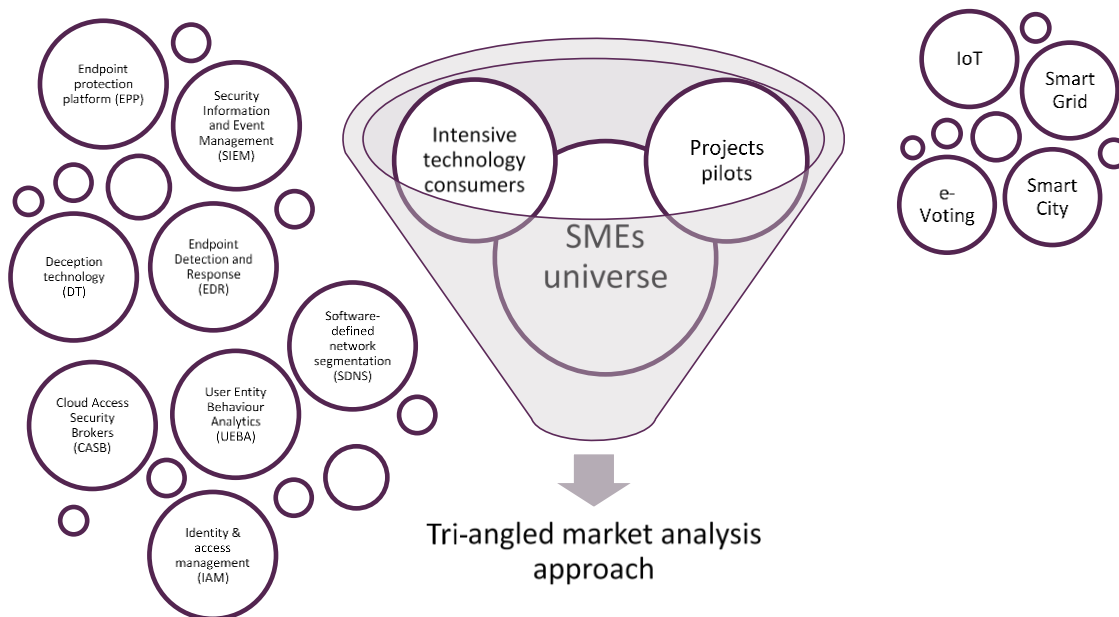 Endpoint
protection
platform (EPP)
Security
Information
and Event
Management
(SIEM)
Deception
technology
(DT)
Endpoint
Detection and
Response
(EDR)
Software-
defined
network
segmentation
(SDNS)
Cloud Access
Security
Brokers
(CASB)
User Entity
Behaviour
Analytics
(UEBA)
Identity &
access
management
(IAM)
Intensive
technology
consumers
Projects
pilots
SMEs
universe
Tri-angled market analysis
approach
IoT
Smart
Grid
e-
Voting
Smart
City